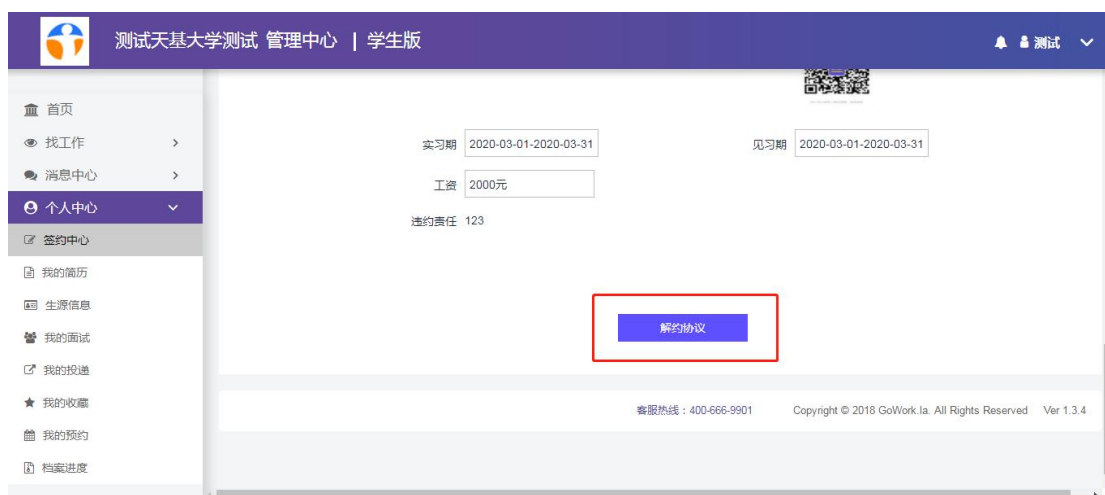 测试天基大学测试 管理中心 | 学生版
测试
首页
找工作
消息中心
个人中心
签约中心
我的简历
生源信息
我的面试
我的投递
我的收藏
我的预约
档案进度
实习期 2020-03-01-2020-03-31
见习期 2020-03-01-2020-03-31
工资 2000元
违约责任 123
解约协议
客服热线：400-666-9901 Copyright © 2018 GoWork.la. All Rights Reserved Ver 1.3.4